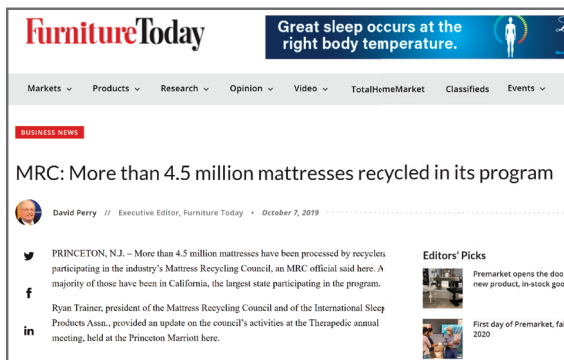 FurnitureToday
Great sleep occurs at the
right body temperature.
Markets Products Research Opinion Video TotalHomeMarket Classifieds Events
BUSINESS NEWS
MRC: More than 4.5 million mattresses recycled in its program
David Perry // Executive Editor, Furniture Today • October 7, 2019
PRINCETON, N.J. – More than 4.5 million mattresses have been processed by recyclers
participating in the industry's Mattress Recycling Council, an MRC official said here. A
majority of those have been in California, the largest state participating in the program.
Ryan Trainer, president of the Mattress Recycling Council and of the International Sleep
Products Assn., provided an update on the council's activities at the Therapedic annual
meeting, held at the Princeton Marriott here.
Editors' Picks
Premarket opens the doo
new product, in-stock goo
First day of Premarket, fal
2020